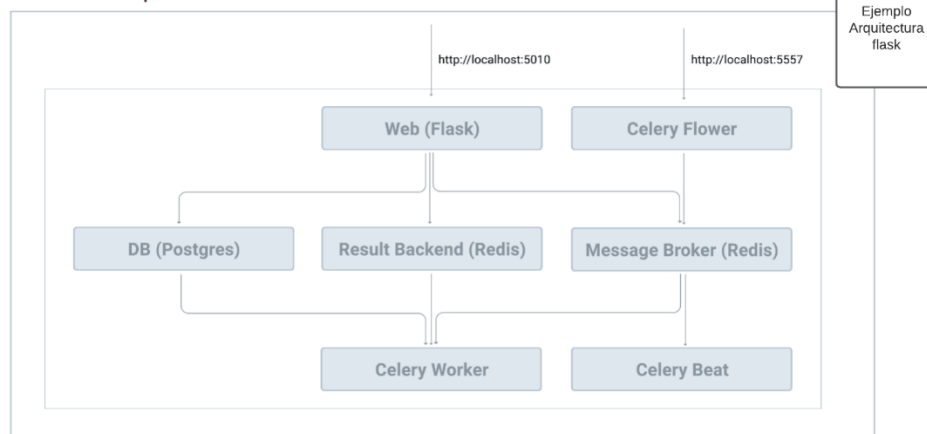 Ejemplo
Arquitectura
flask
http://localhost:5010
http://localhost:5557
Web (Flask)
Celery Flower
DB (Postgres)
Result Backend (Redis)
Message Broker (Redis)
Celery Worker
Celery Beat